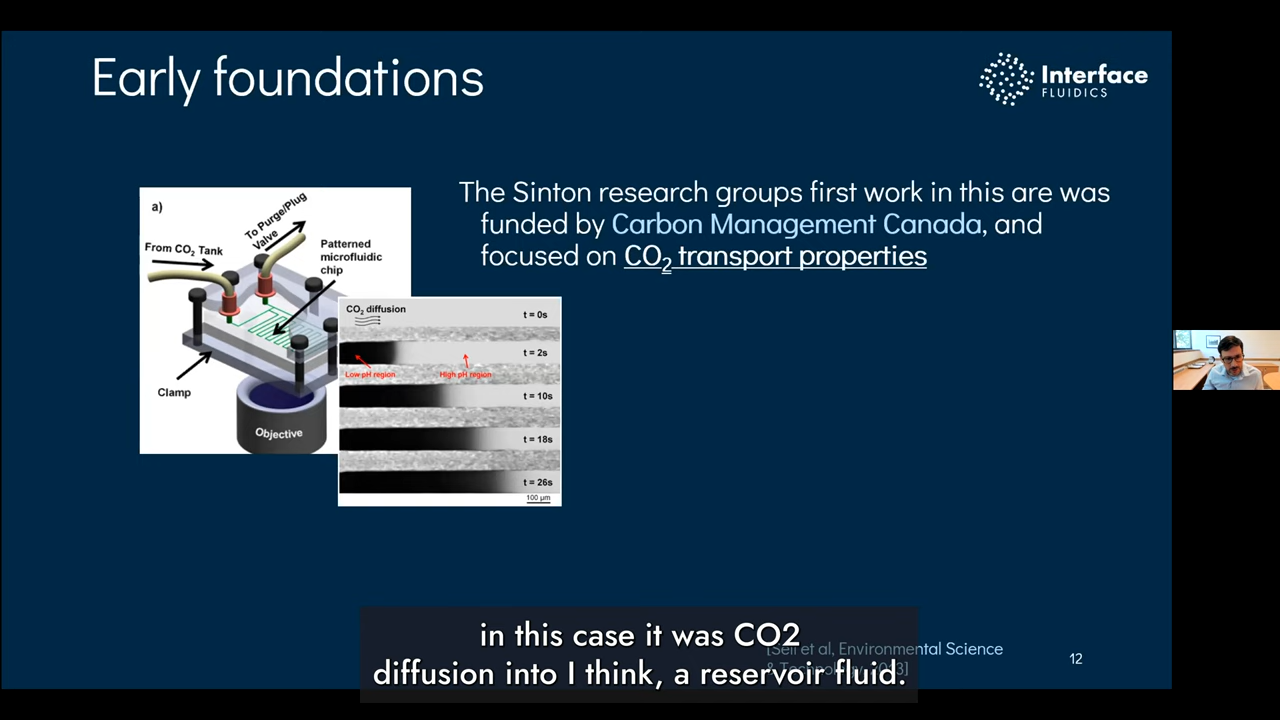 Early foundations
Interface
FLUIDICS
The Sinton research groups first work in this are was
funded by Carbon Management Canada, and
focused on CO2 transport properties
a)
To Purge/Plug
Valve
From CO2 Tank
Patterned
microfluidic
chip
Clamp
Objective
CO2 diffusion
t = 0s
t = 2s
Low pH region
High pH region
t = 10s
t = 18s
t = 26s
100 µm
in this case it was CO2
diffusion into I think, a reservoir fluid.
et al, Environmental Science
12